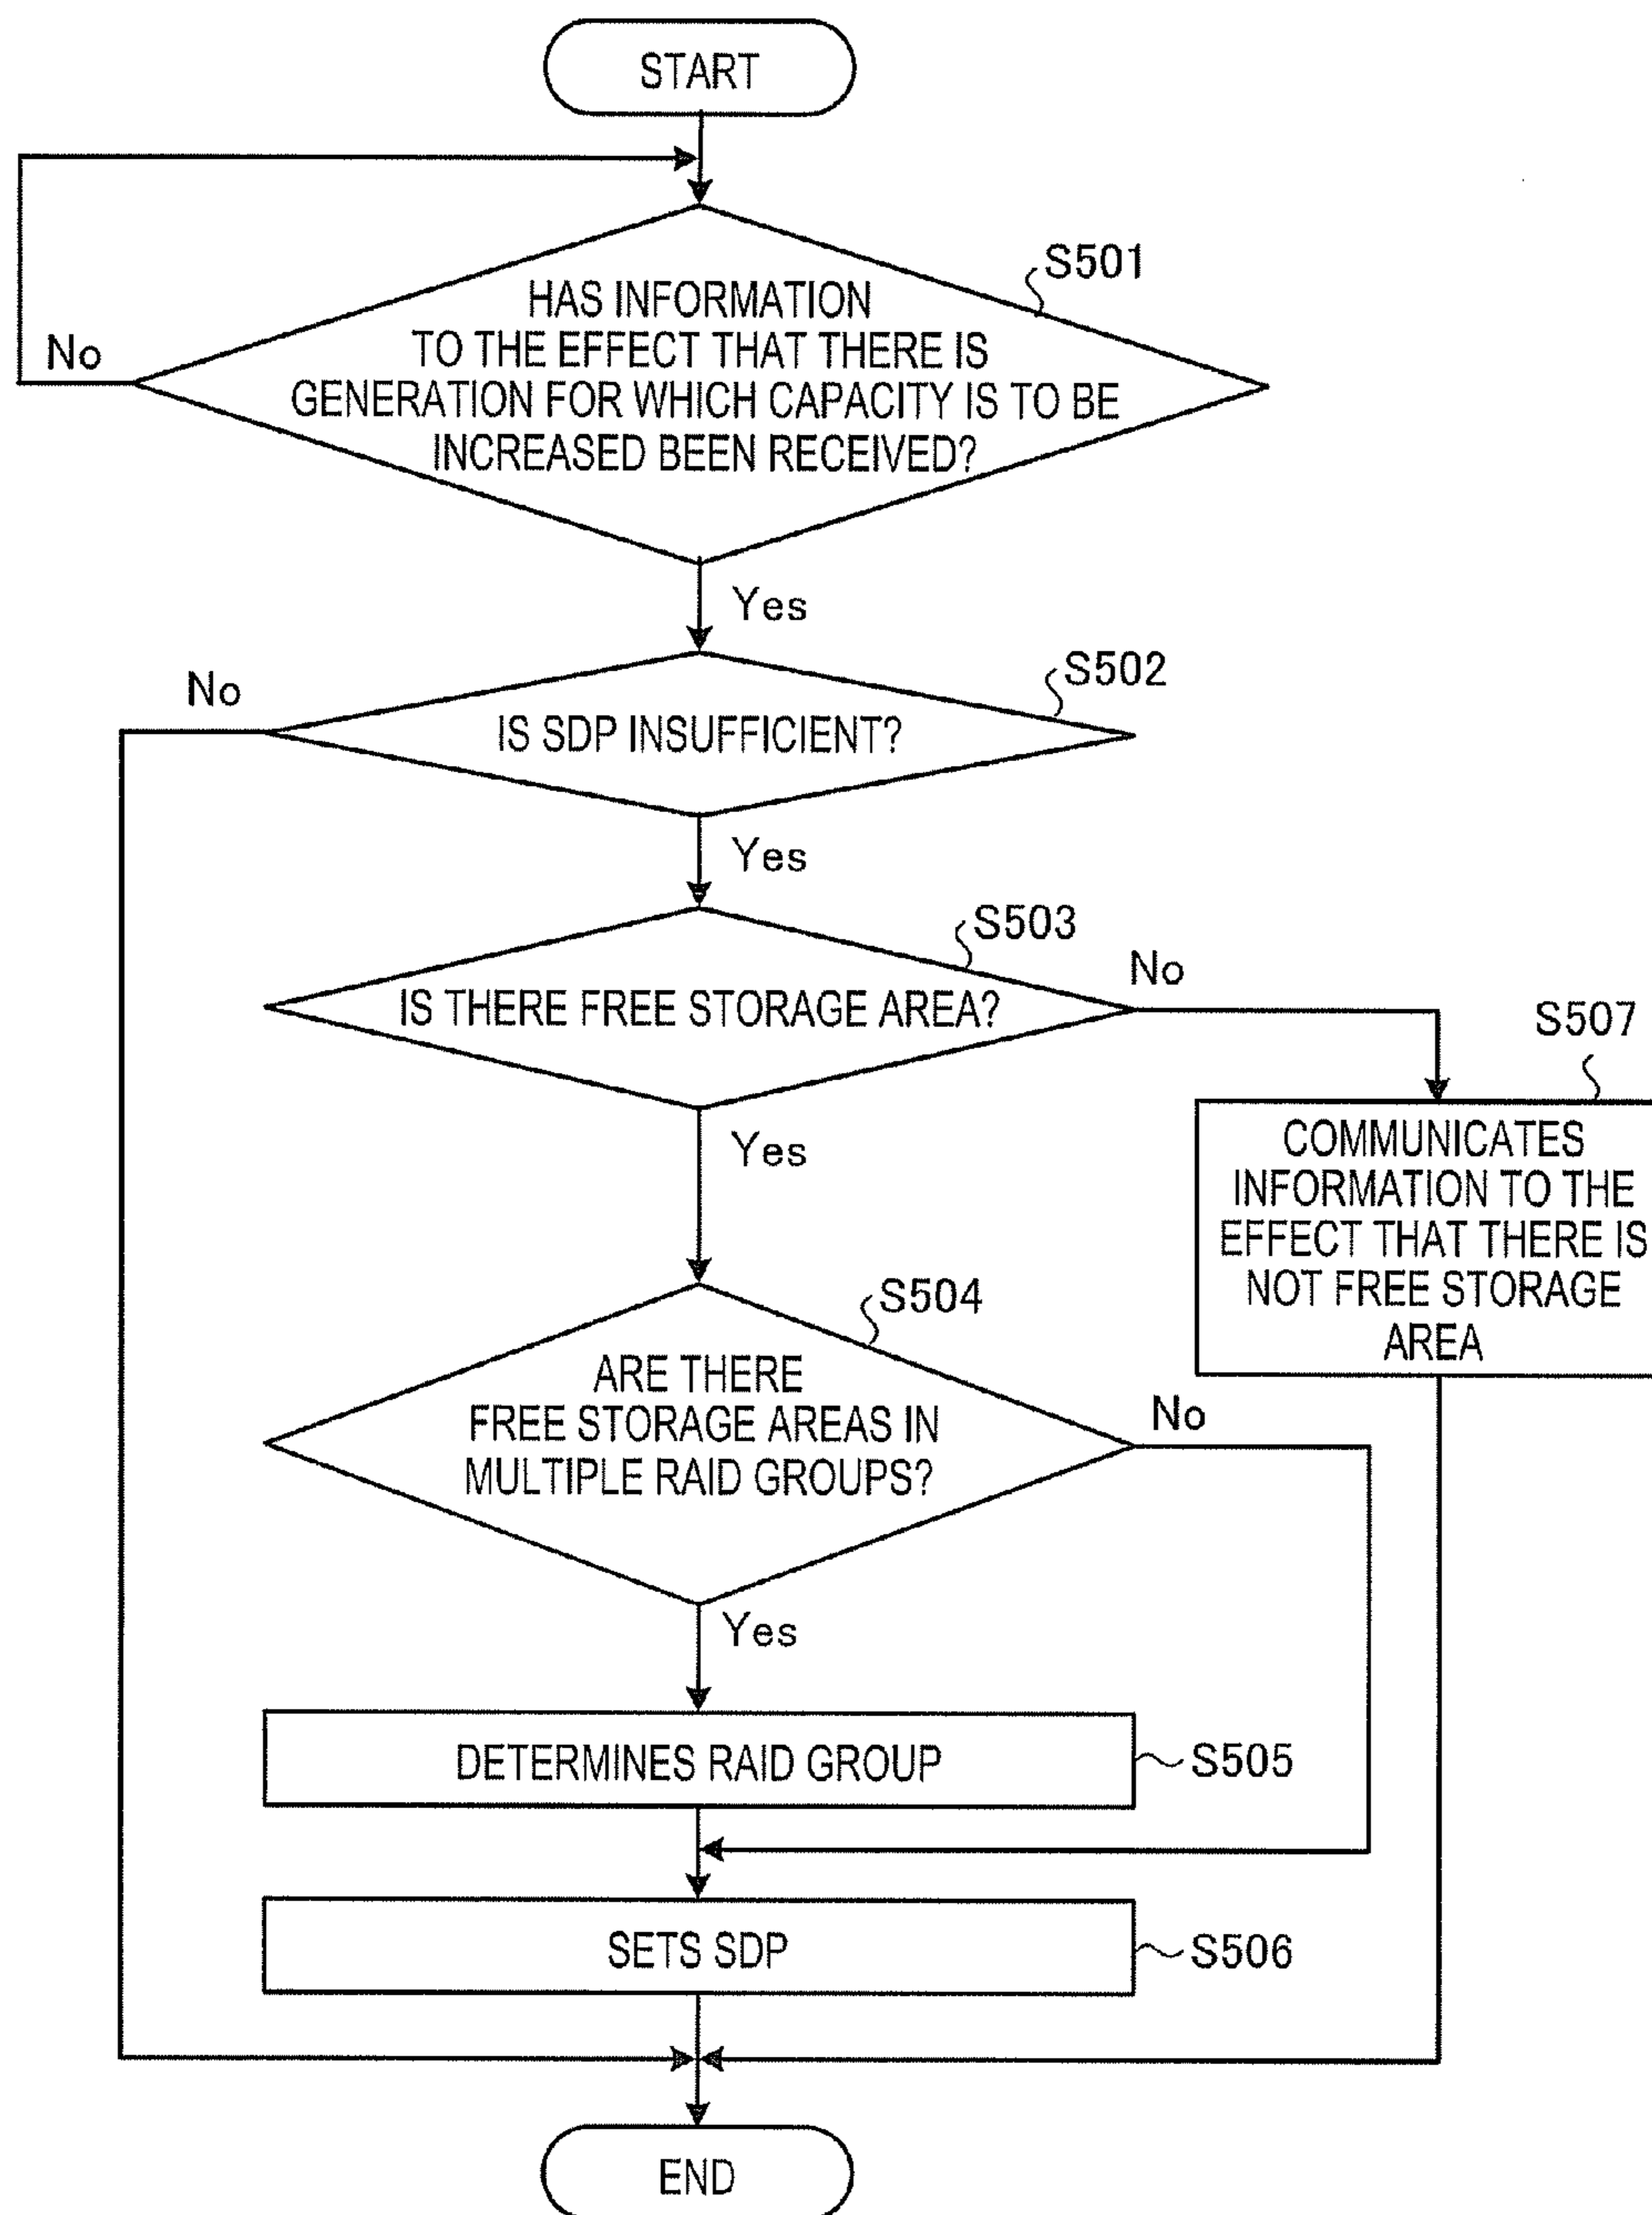 START
S501
HAS INFORMATION
TO THE EFFECT THAT THERE IS
GENERATION FOR WHICH CAPACITY IS TO BE
INCREASED BEEN RECEIVED?
No
Yes
S502
No
IS SDP INSUFFICIENT?
Yes
S503
No
IS THERE FREE STORAGE AREA?
S507
Yes
COMMUNICATES
INFORMATION TO THE
EFFECT THAT THERE IS
NOT FREE STORAGE
AREA
S504
ARE THERE
FREE STORAGE AREAS IN
MULTIPLE RAID GROUPS?
No
Yes
DETERMINES RAID GROUP
S505
SETS SDP
S506
END